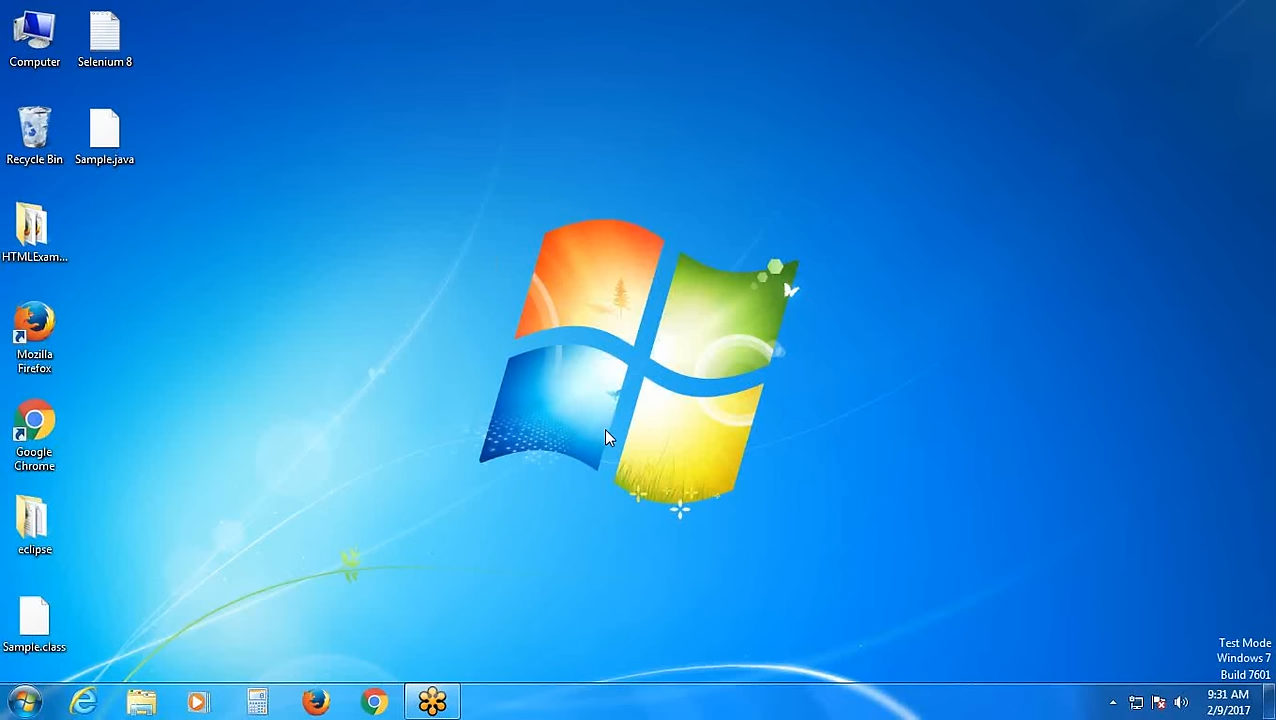 Computer
Selenium 8
Recycle Bin
Sample.java
HTMLExam...
Mozilla
Firefox
Google
Chrome
eclipse
Sample.class
Test Mode
Windows 7
Build 7601
9:31 AM
2/9/2017